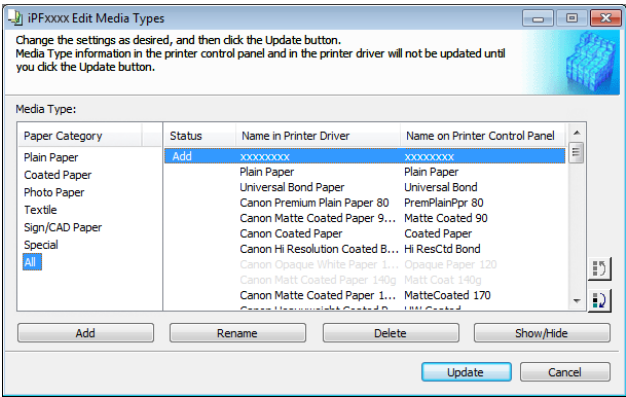 iPFxxxx Edit Media Types
Change the settings as desired, and then click the Update button.
Media Type information in the printer control panel and in the printer driver will not be updated until
you click the Update button.
Media Type:
Paper Category Status Name in Printer Driver Name on Printer Control Panel
Plain Paper Add xxxxxxxx xxxxxxxx
Coated Paper Plain Paper Plain Paper
Photo Paper Universal Bond Paper Universal Bond
Textile Canon Premium Plain Paper 80 PremPlainPpr 80
Sign/CAD Paper Canon Matte Coated Paper 9... Matte Coated 90
Special Canon Coated Paper Coated Paper
All Canon Hi Resolution Coated B... Hi ResCtd Bond
Canon Opaque White Paper 1... Opaque Paper 120
Canon Matt Coated Paper 140g Matt Coat 140g
Canon Matte Coated Paper 1... MatteCoated 170
Add Rename Delete Show/Hide
Update Cancel